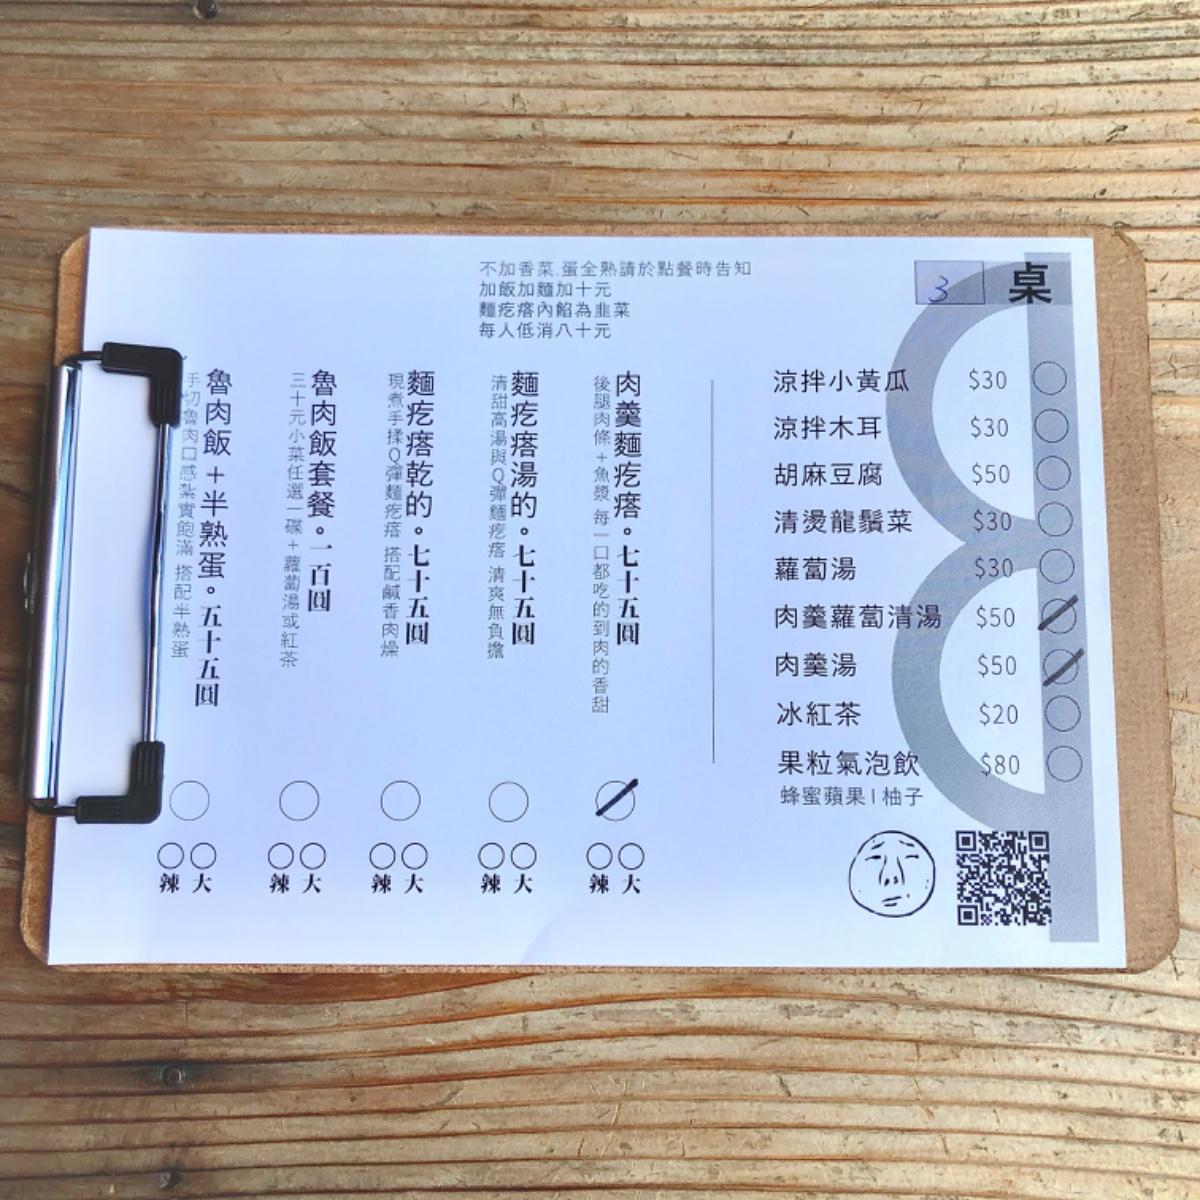 不加香菜.蛋全熟請於點餐時告知
加飯加麵加十元
麵疙瘩內餡為韭菜
每人低消八十元
3 桌
涼拌小黃瓜 $30
涼拌木耳 $30
胡麻豆腐 $50
清燙龍鬚菜 $30
蘿蔔湯 $30
肉羹蘿蔔清湯 $50
肉羹湯 $50
冰紅茶 $20
果粒氣泡飲 $80
蜂蜜蘋果|柚子
肉羹麵疙瘩。七十五圓
後腿肉條+魚漿 每一口都吃的到肉的香甜
麵疙瘩湯的。七十五圓
清甜高湯與Q彈麵疙瘩 清爽無負擔
麵疙瘩乾的。七十五圓
現煮手揉Q彈麵疙瘩 搭配鹹香肉燥
魯肉飯套餐。一百圓
三十元小菜任選一碟+蘿蔔湯或紅茶
魯肉飯+半熟蛋。五十五圓
手切魯肉口感紮實飽滿 搭配半熟蛋
辣 大 辣 大 辣 大 辣 大 辣 大